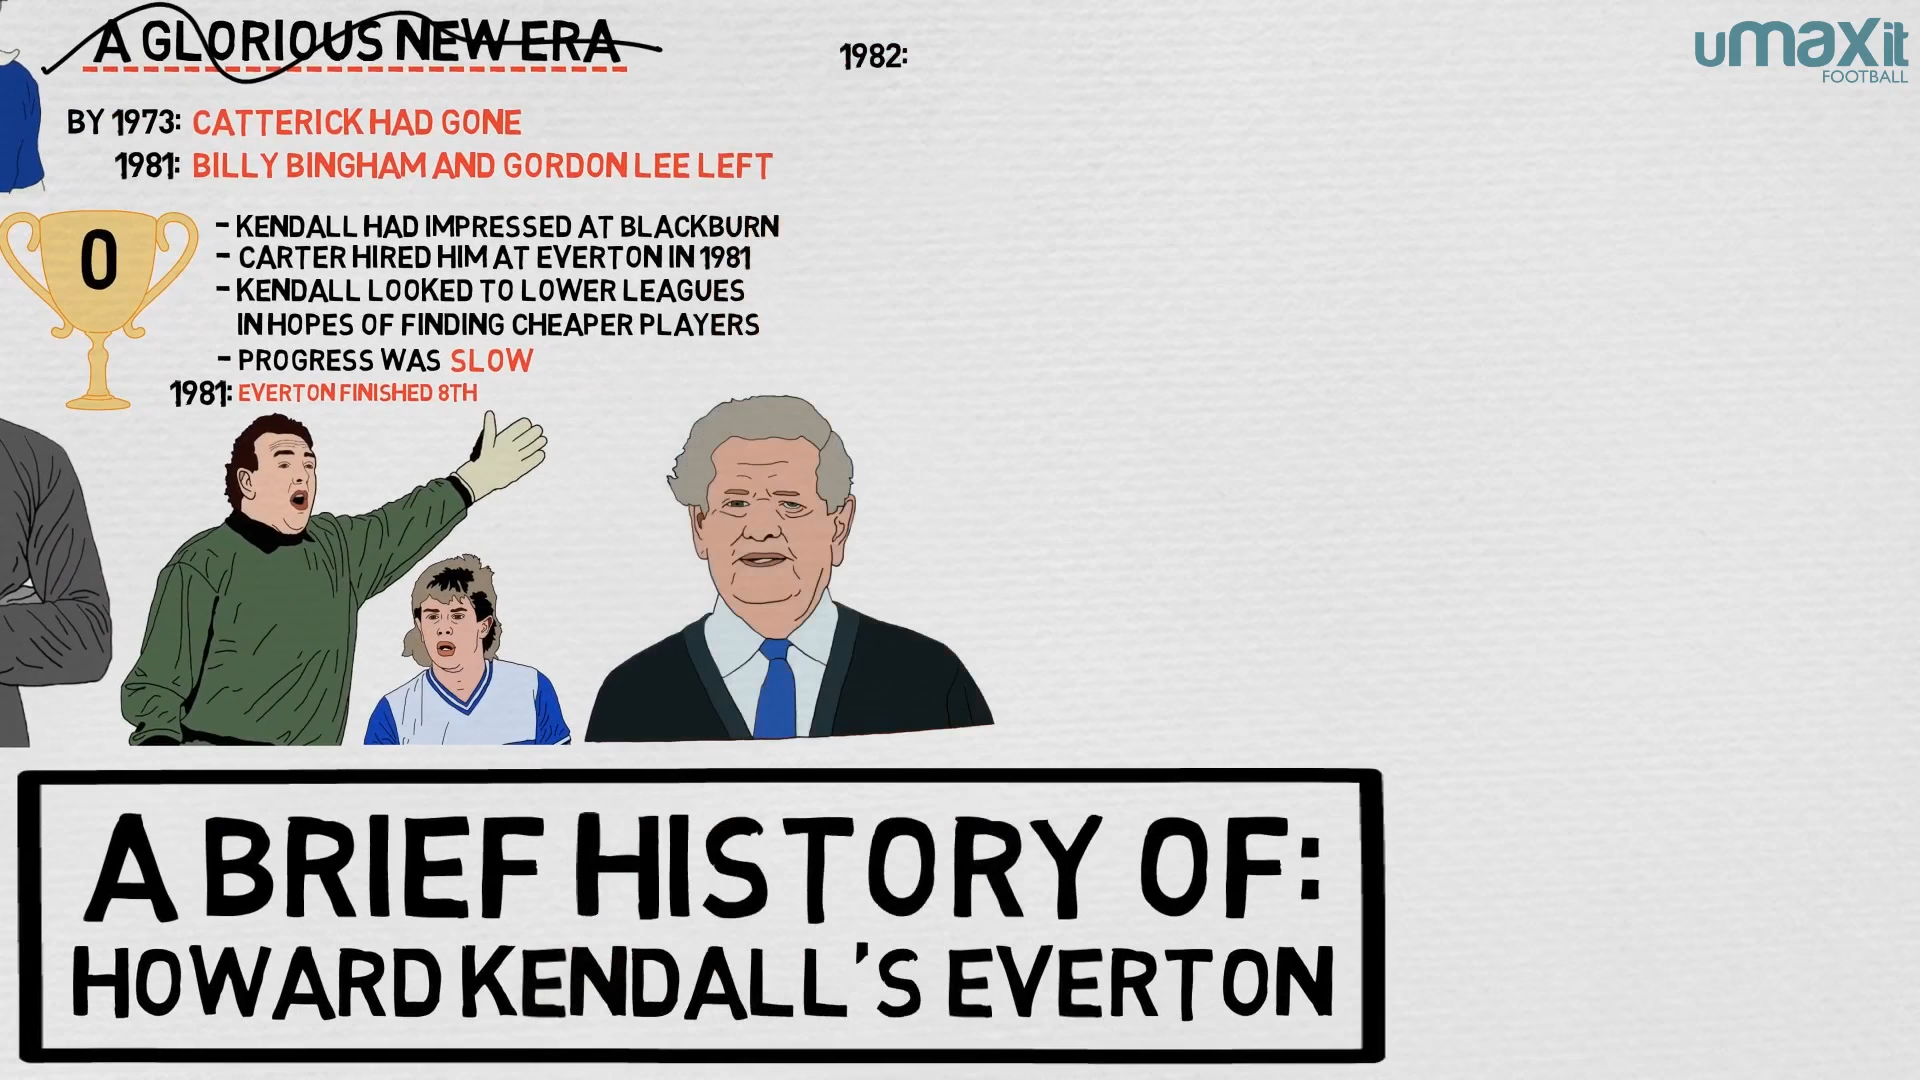 A GLORIOUS NEW ERA
1982:
umaxit
FOOTBALL
BY 1973: CATTERICK HAD GONE
1981: BILLY BINGHAM AND GORDON LEE LEFT
0
- KENDALL HAD IMPRESSED AT BLACKBURN
- CARTER HIRED HIM AT EVERTON IN 1981
- KENDALL LOOKED TO LOWER LEAGUES
IN HOPES OF FINDING CHEAPER PLAYERS
- PROGRESS WAS SLOW
1981: EVERTON FINISHED 8TH
A BRIEF HISTORY OF:
HOWARD KENDALL'S EVERTON